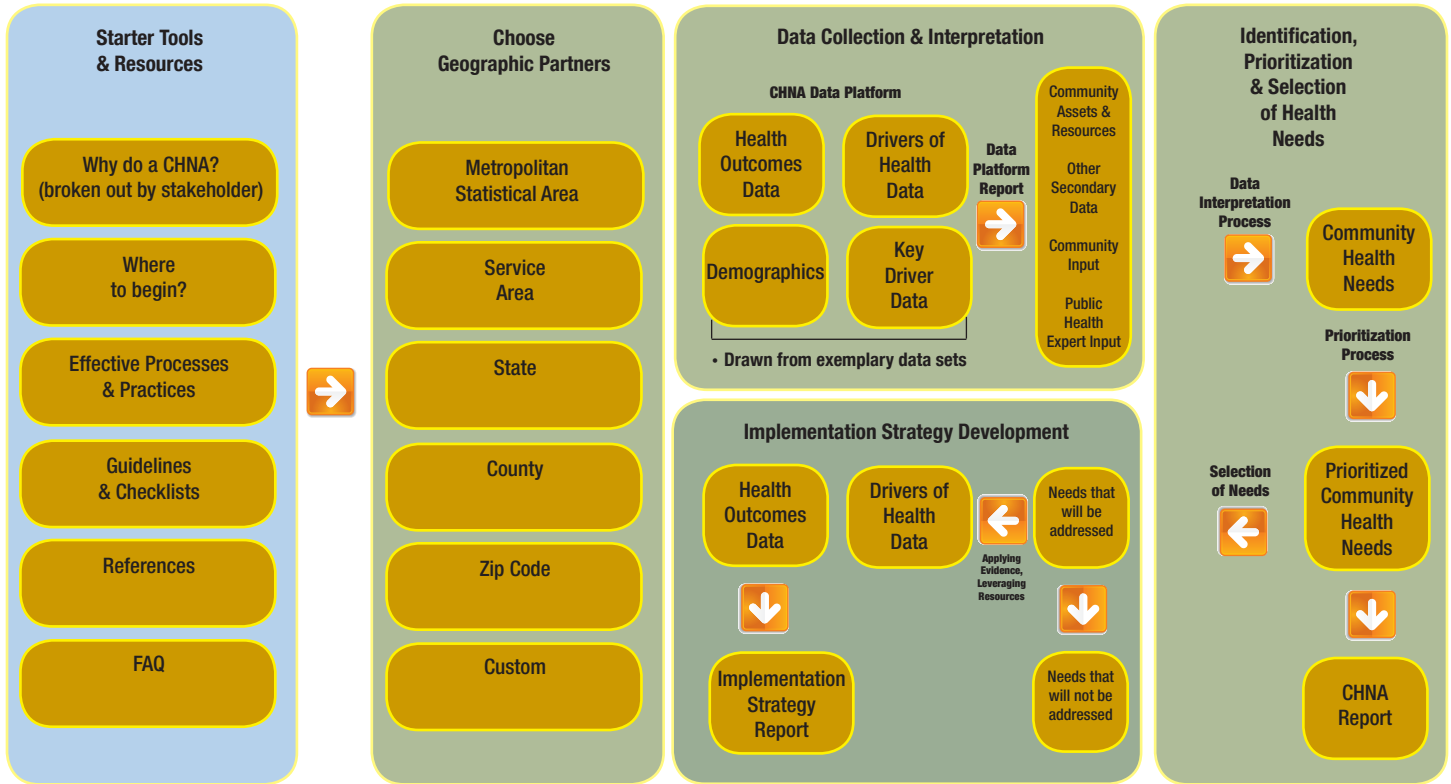 Starter Tools
& Resources
Why do a CHNA?
(broken out by stakeholder)
Where
to begin?
Effective Processes
& Practices
Guidelines
& Checklists
References
FAQ
Choose
Geographic Partners
Metropolitan
Statistical Area
Service
Area
State
County
Zip Code
Custom
Data Collection & Interpretation
CHNA Data Platform
Health
Outcomes
Data
Drivers of
Health
Data
Demographics
Key
Driver
Data
• Drawn from exemplary data sets
Data
Platform
Report
Community
Assets &
Resources
Other
Secondary
Data
Community
Input
Public
Health
Expert Input
Identification,
Prioritization
& Selection
of Health
Needs
Data
Interpretation
Process
Community
Health
Needs
Prioritization
Process
Prioritized
Community
Health
Needs
Selection
of Needs
CHNA
Report
Implementation Strategy Development
Health
Outcomes
Data
Drivers of
Health
Data
Applying
Evidence,
Leveraging
Resources
Needs that
will be
addressed
Implementation
Strategy
Report
Needs that
will not be
addressed